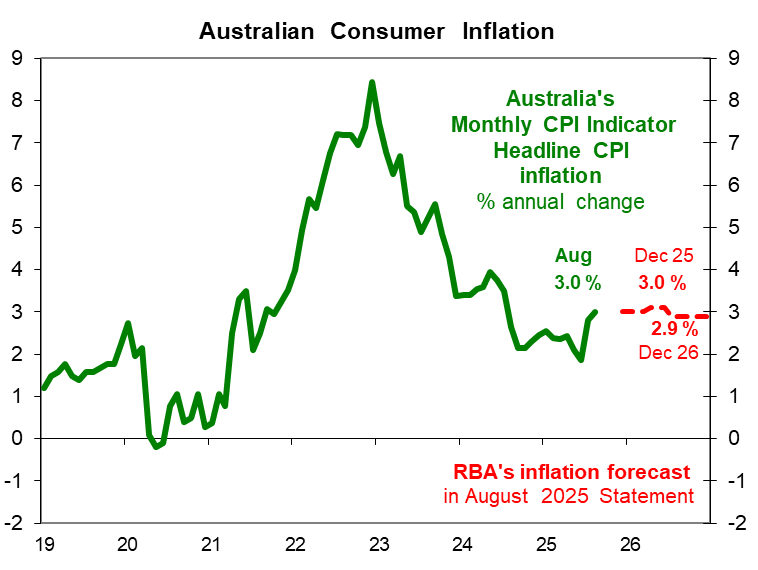 Australian Consumer Inflation
9 9
8 8
7 7
6 6
5 5
4 4
3 3
2 2
1 1
0 0
-1 -1
-2 -2
Australia's
Monthly CPI Indicator
Headline CPI
inflation
% annual change
Aug
3.0 %
Dec 25
3.0 %
2.9 %
Dec 26
RBA's inflation forecast
in August 2025 Statement
19 20 21 22 23 24 25 26